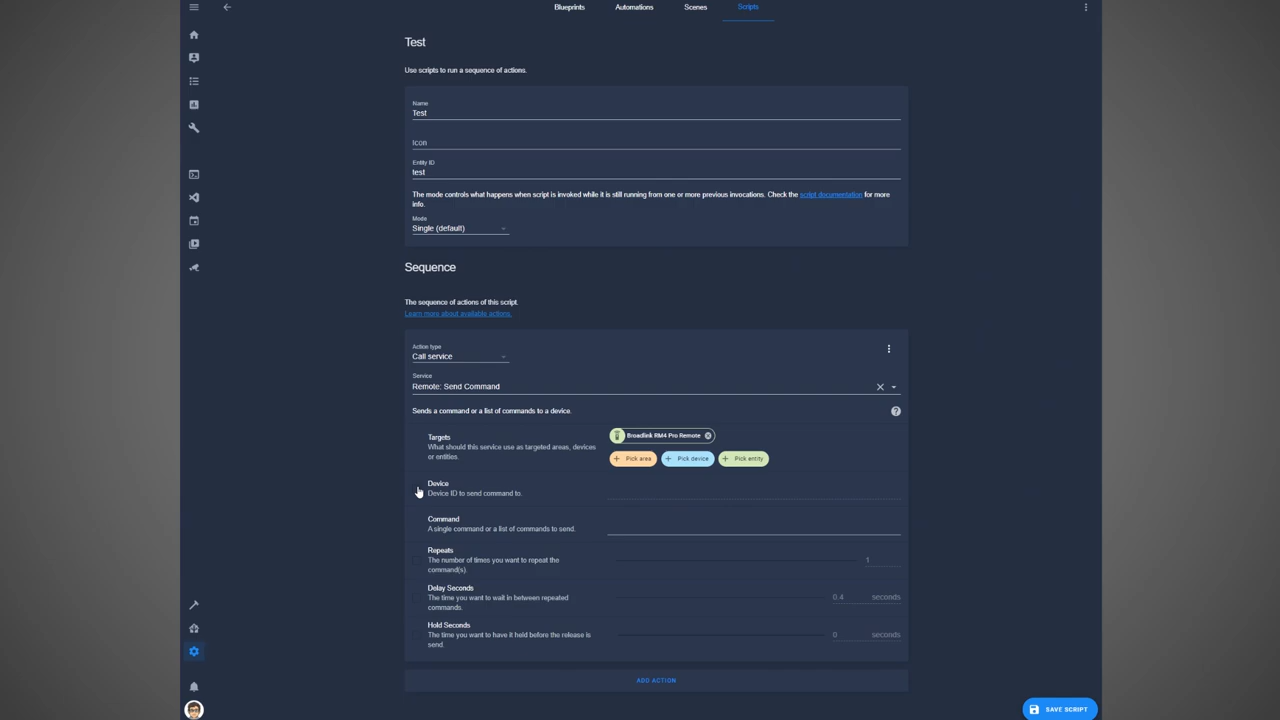 Blueprints
Automations
Scenes
Scripts
Test
Use scripts to run a sequence of actions.
Name
Test
Icon
Entity ID
test
The mode controls what happens when script is invoked while it is still running from one or more previous invocations. Check the script documentation for more
info.
Mode
Single (default)
Sequence
The sequence of actions of this script.
Learn more about available actions.
Action type
Call service
Service
Remote: Send Command
Sends a command or a list of commands to a device.
Targets
What should this service use as targeted areas, devices
or entities.
Broadlink RM4 Pro Remote
Pick area
Pick device
Pick entity
Device
Device ID to send command to.
Command
A single command or a list of commands to send.
Repeats
The number of times you want to repeat the
command(s).
1
Delay Seconds
The time you want to wait in between repeated
commands.
0.4 seconds
Hold Seconds
The time you want to have it held before the release is
send.
0 seconds
ADD ACTION
SAVE SCRIPT